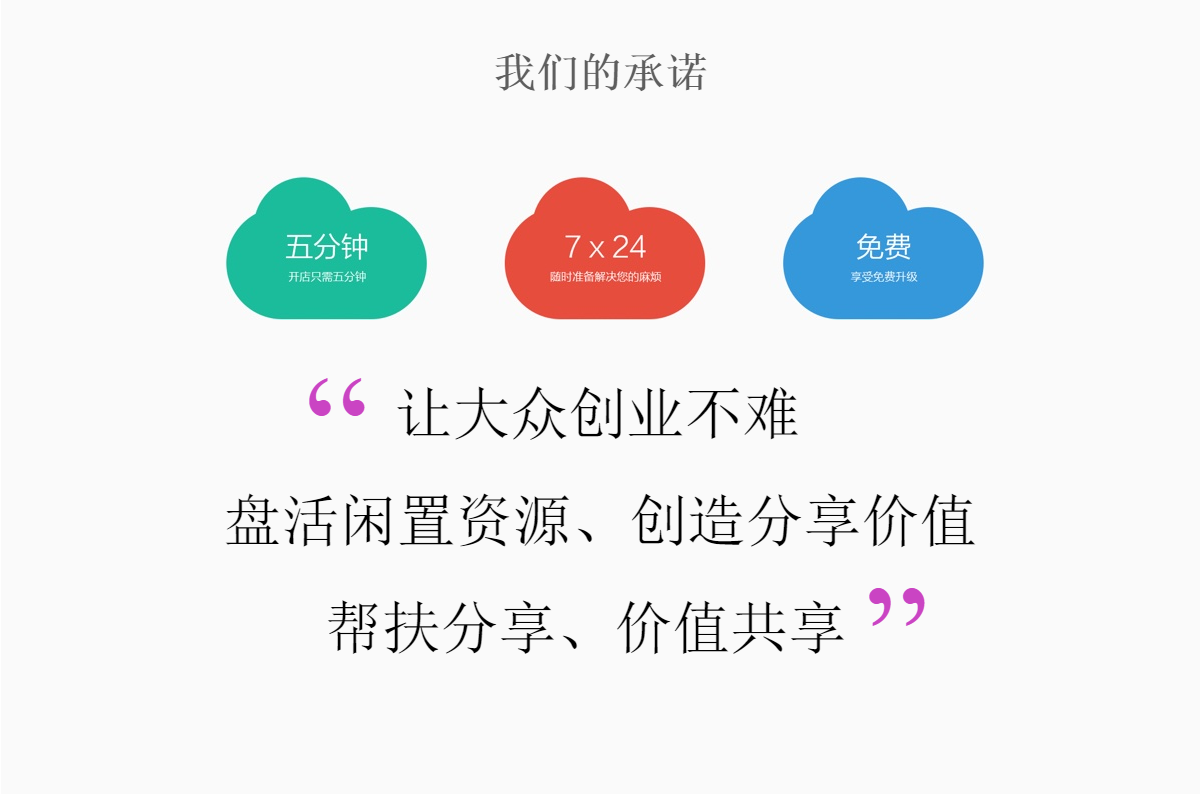 我们的承诺
五分钟
开店只需五分钟
7 x 24
随时准备解决您的麻烦
免费
享受免费升级
“ 让大众创业不难
盘活闲置资源、创造分享价值
帮扶分享、价值共享 ”